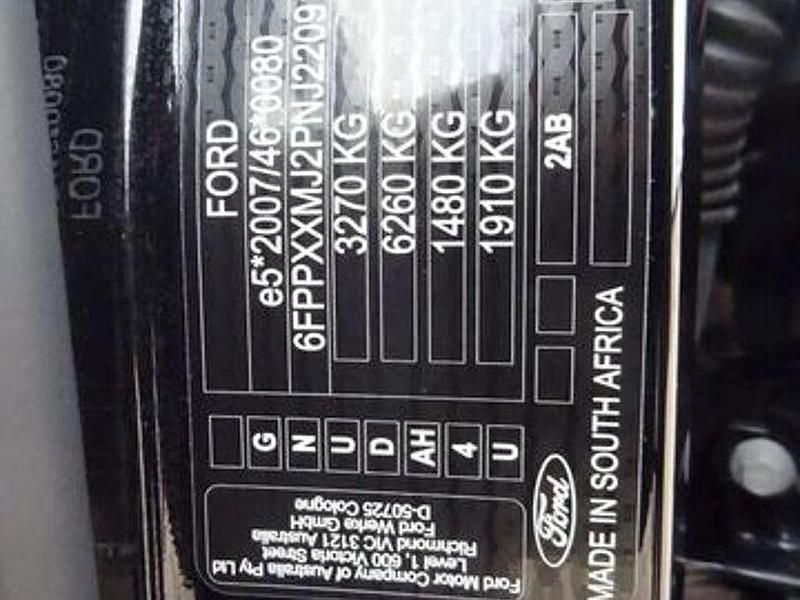 FORD
e5*2007/46*0080
6FPPXXMJ2PNJ2209
3270 KG
6260 KG
1480 KG
1910 KG
2AB
G
N
U
D
AH
4
U
Ford Motor Company of Australia Pty Ltd
Level 1, 600 Victoria Street
Richmond VIC 3121 Australia
Ford Werke GmbH
D-50725 Cologne
Ford
MADE IN SOUTH AFRICA